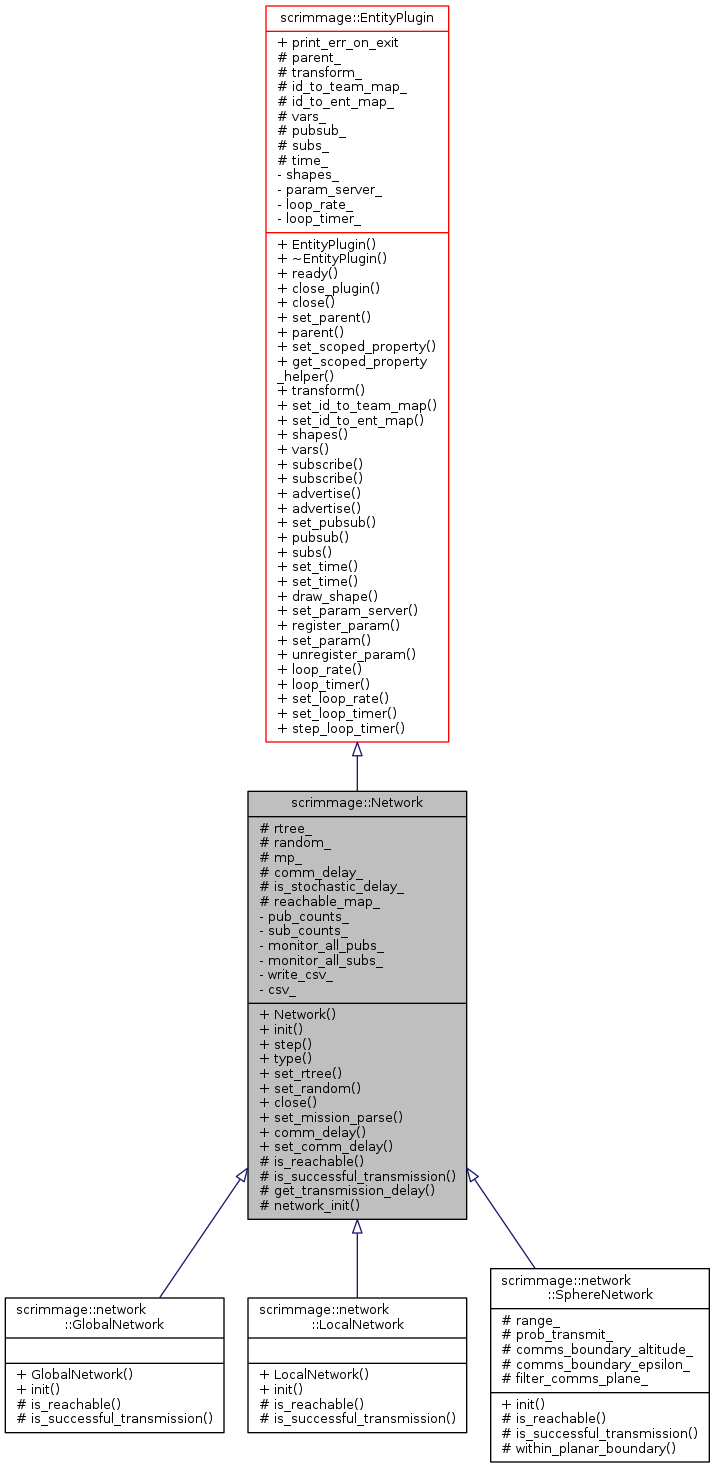 scrimmage::EntityPlugin
+ print_err_on_exit
# parent_
# transform_
# id_to_team_map_
# id_to_ent_map_
# vars_
# pubsub_
# subs_
# time_
- shapes_
- param_server_
- loop_rate_
- loop_timer_
+ EntityPlugin()
+ ~EntityPlugin()
+ ready()
+ close_plugin()
+ close()
+ set_parent()
+ parent()
+ set_scoped_property()
+ get_scoped_property
_helper()
+ transform()
+ set_id_to_team_map()
+ set_id_to_ent_map()
+ shapes()
+ vars()
+ subscribe()
+ subscribe()
+ advertise()
+ advertise()
+ set_pubsub()
+ pubsub()
+ subs()
+ set_time()
+ set_time()
+ draw_shape()
+ set_param_server()
+ register_param()
+ set_param()
+ unregister_param()
+ loop_rate()
+ loop_timer()
+ set_loop_rate()
+ set_loop_timer()
+ step_loop_timer()
scrimmage::Network
# rtree_
# random_
# mp_
# comm_delay_
# is_stochastic_delay_
# reachable_map_
- pub_counts_
- sub_counts_
- monitor_all_pubs_
- monitor_all_subs_
- write_csv_
- csv_
+ Network()
+ init()
+ step()
+ type()
+ set_rtree()
+ set_random()
+ close()
+ set_mission_parse()
+ comm_delay()
+ set_comm_delay()
# is_reachable()
# is_successful_transmission()
# get_transmission_delay()
# network_init()
scrimmage::network
::GlobalNetwork
+ GlobalNetwork()
+ init()
# is_reachable()
# is_successful_transmission()
scrimmage::network
::LocalNetwork
+ LocalNetwork()
+ init()
# is_reachable()
# is_successful_transmission()
scrimmage::network
::SphereNetwork
# range_
# prob_transmit_
# comms_boundary_altitude_
# comms_boundary_epsilon_
# filter_comms_plane_
+ init()
# is_reachable()
# is_successful_transmission()
# within_planar_boundary()